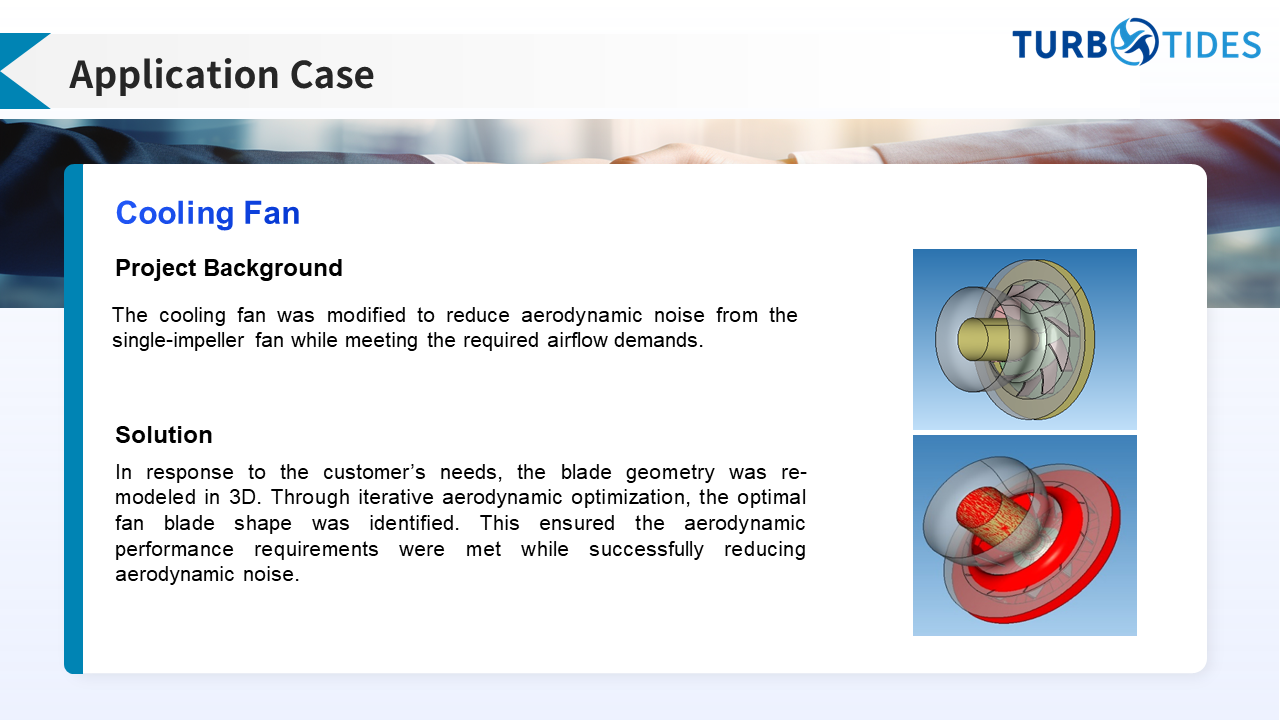 Application Case
TURBOTIDES
Cooling Fan
Project Background
The cooling fan was modified to reduce aerodynamic noise from the
single-impeller fan while meeting the required airflow demands.
Solution
In response to the customer’s needs, the blade geometry was re-
modeled in 3D. Through iterative aerodynamic optimization, the optimal
fan blade shape was identified. This ensured the aerodynamic
performance requirements were met while successfully reducing
aerodynamic noise.